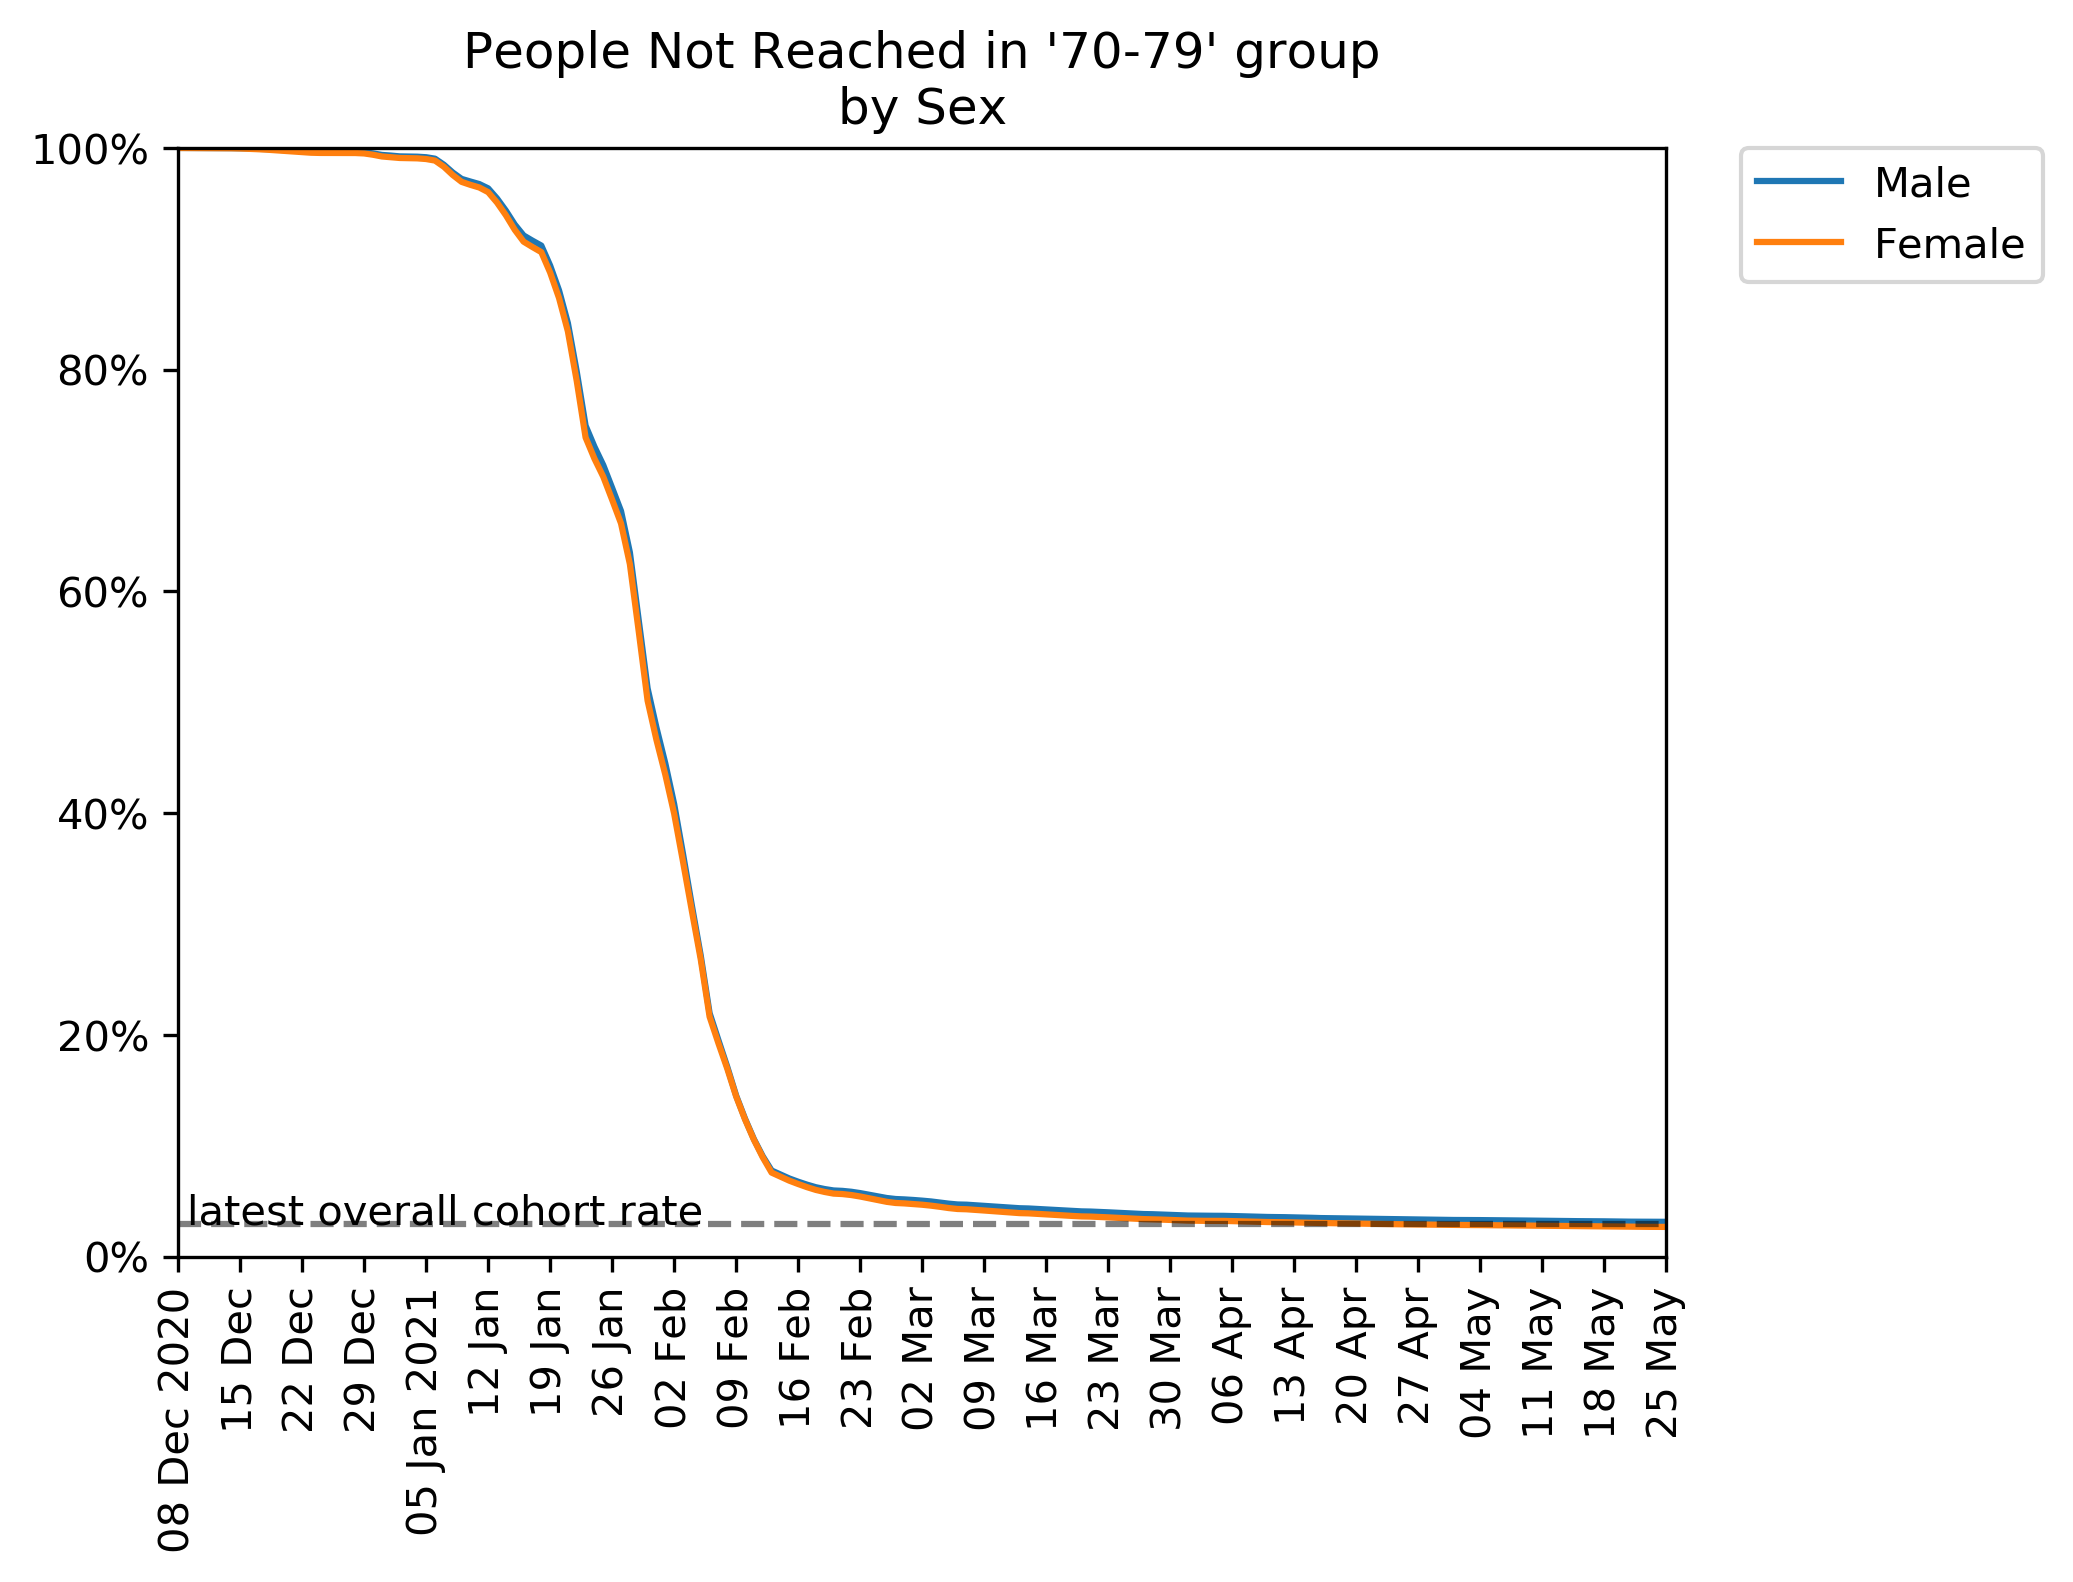 People Not Reached in '70-79' group
by Sex
100%
80%
60%
40%
20%
0%
latest overall cohort rate
Male
Female
08 Dec 2020
15 Dec
22 Dec
29 Dec
05 Jan 2021
12 Jan
19 Jan
26 Jan
02 Feb
09 Feb
16 Feb
23 Feb
02 Mar
09 Mar
16 Mar
23 Mar
30 Mar
06 Apr
13 Apr
20 Apr
27 Apr
04 May
11 May
18 May
25 May